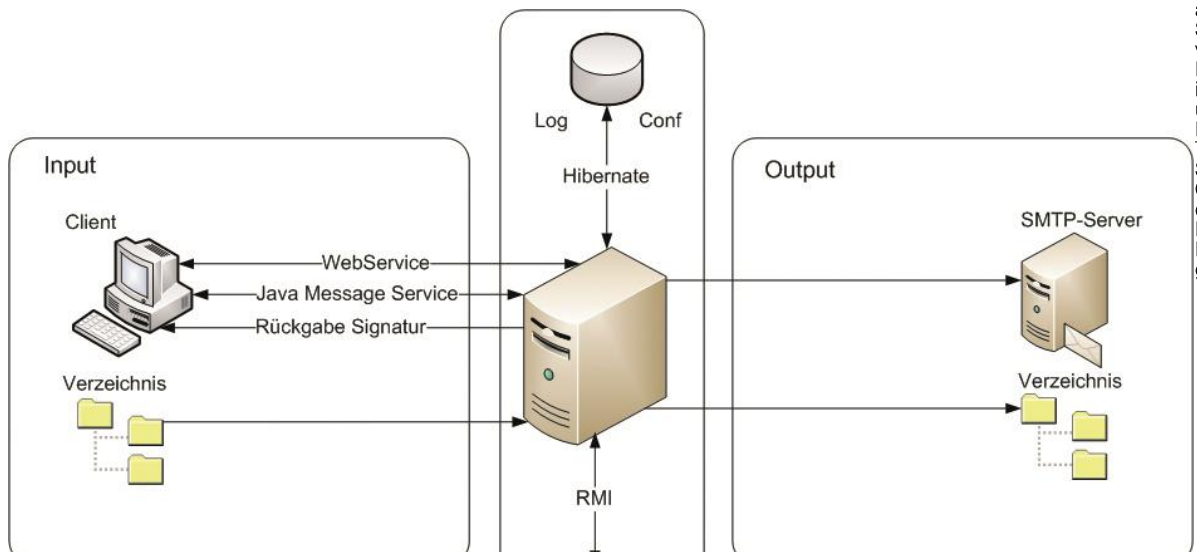 Log
Conf
Hibernate
Input
Client
WebService
Java Message Service
Rückgabe Signatur
Verzeichnis
RMI
Output
SMTP-Server
Verzeichnis